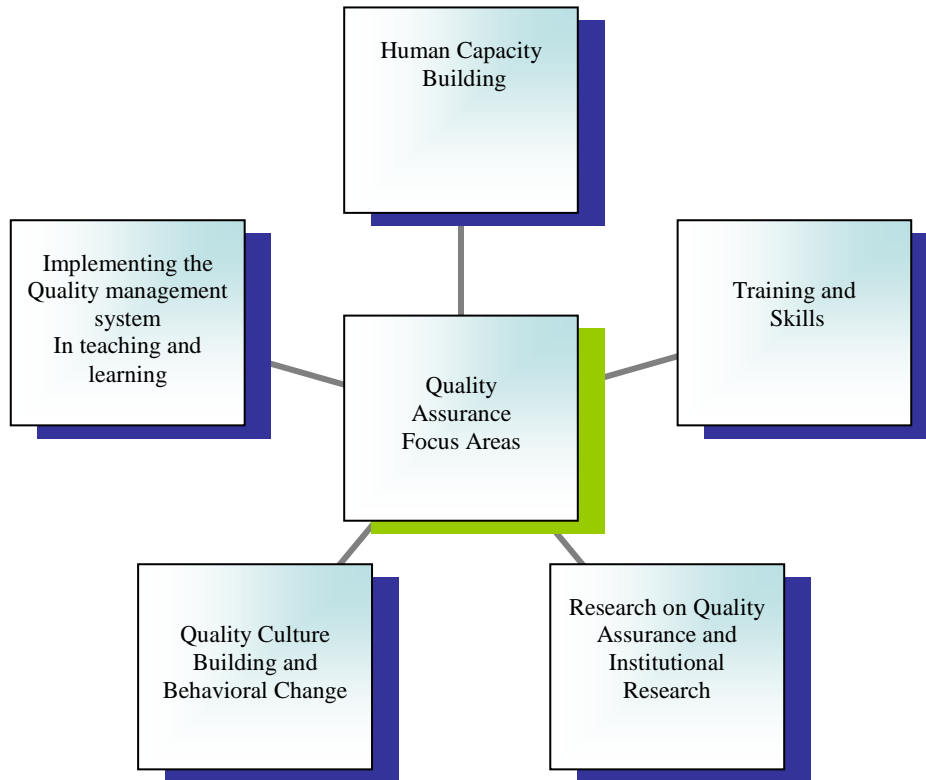 Human Capacity
Building
Implementing the
Quality management
system
In teaching and
learning
Training and
Skills
Quality
Assurance
Focus Areas
Quality Culture
Building and
Behavioral Change
Research on Quality
Assurance and
Institutional
Research